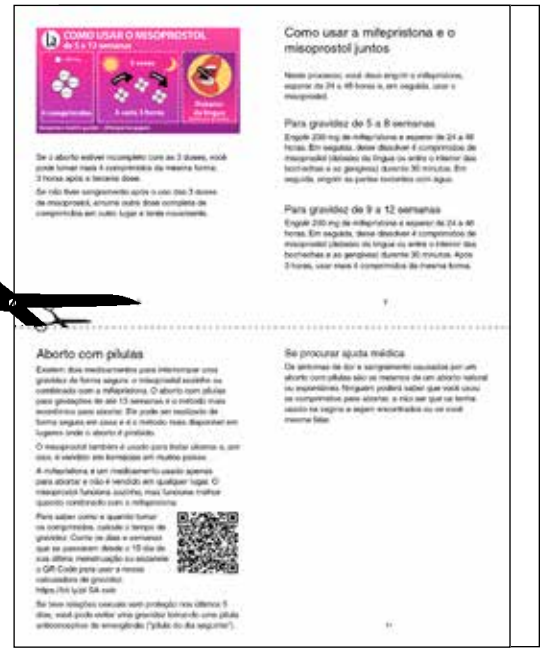 COMO USAR O MISOPROSTOL
de 5 a 12 semanas
3 doses
4 comprimidos
A cada 3 horas
Debaixo
da língua
Se o aborto estiver incompleto com as 3 doses, você
pode tomar mais 4 comprimidos da mesma forma,
3 horas após a terceira dose.
Se não tiver sangramento após o uso das 3 doses
de misoprostol, arrume outra dose completa de
comprimidos em outro lugar e tente novamente.
Como usar a mifepristona e o
misoprostol juntos
Neste processo, você deve engolir o mifepristona,
esperar de 24 a 48 horas e, em seguida, usar o
misoprostol.
Para gravidez de 5 a 8 semanas
Engole 200 mg de mifepristona e esperar de 24 a 48
horas. Em seguida, deixe dissolver 4 comprimidos de
misoprostol (debaixo da língua ou entre o interior das
bochechas e as gengivas) durante 30 minutos. Em
seguida, engolir as partes restantes com água.
Para gravidez de 9 a 12 semanas
Engole 200 mg de mifepristona e esperar de 24 a 48
horas. Em seguida, deixe dissolver 4 comprimidos de
misoprostol (debaixo da língua ou entre o interior das
bochechas e as gengivas) durante 30 minutos. Após
3 horas, usar mais 4 comprimidos da mesma forma.
Aborto com pílulas
Existem dois medicamentos para interromper uma
gravidez de forma segura: o misoprostol sozinho ou
combinado com a mifepristona. O aborto com pílulas
para gestações de até 13 semanas é o método mais
econômico para abortar. Ele pode ser realizado de
forma segura em casa e é o método mais disponível em
lugares onde o aborto é proibido.
O misoprostol também é usado para tratar úlceras e, por
isso, é vendido em farmácias em muitos países.
A mifepristona é um medicamento usado apenas
para abortar e não é vendido em qualquer lugar. O
misoprostol funciona sozinho, mas funciona melhor
quando combinado com o mifepristona.
Para saber como e quando tomar
os comprimidos, calcule o tempo de
gravidez. Conte os dias e semanas
que se passaram desde o 1º dia de
sua última menstruação ou escaneie
o QR Code para usar a nossa
calculadora de gravidez:
Se teve relações sexuais sem proteção nos últimos 5
dias, você pode evitar uma gravidez tomando uma pílula
anticonceptiva de emergência ("pílula do dia seguinte").
Se procurar ajuda médica
Os sintomas de dor e sangramento causados por um
aborto com pílulas são os mesmos de um aborto natural
ou espontâneo. Ninguém poderá saber que você usou
os comprimidos para abortar, a não ser que os tenha
usado na vagina e sejam encontrados ou se você
mesma falar.